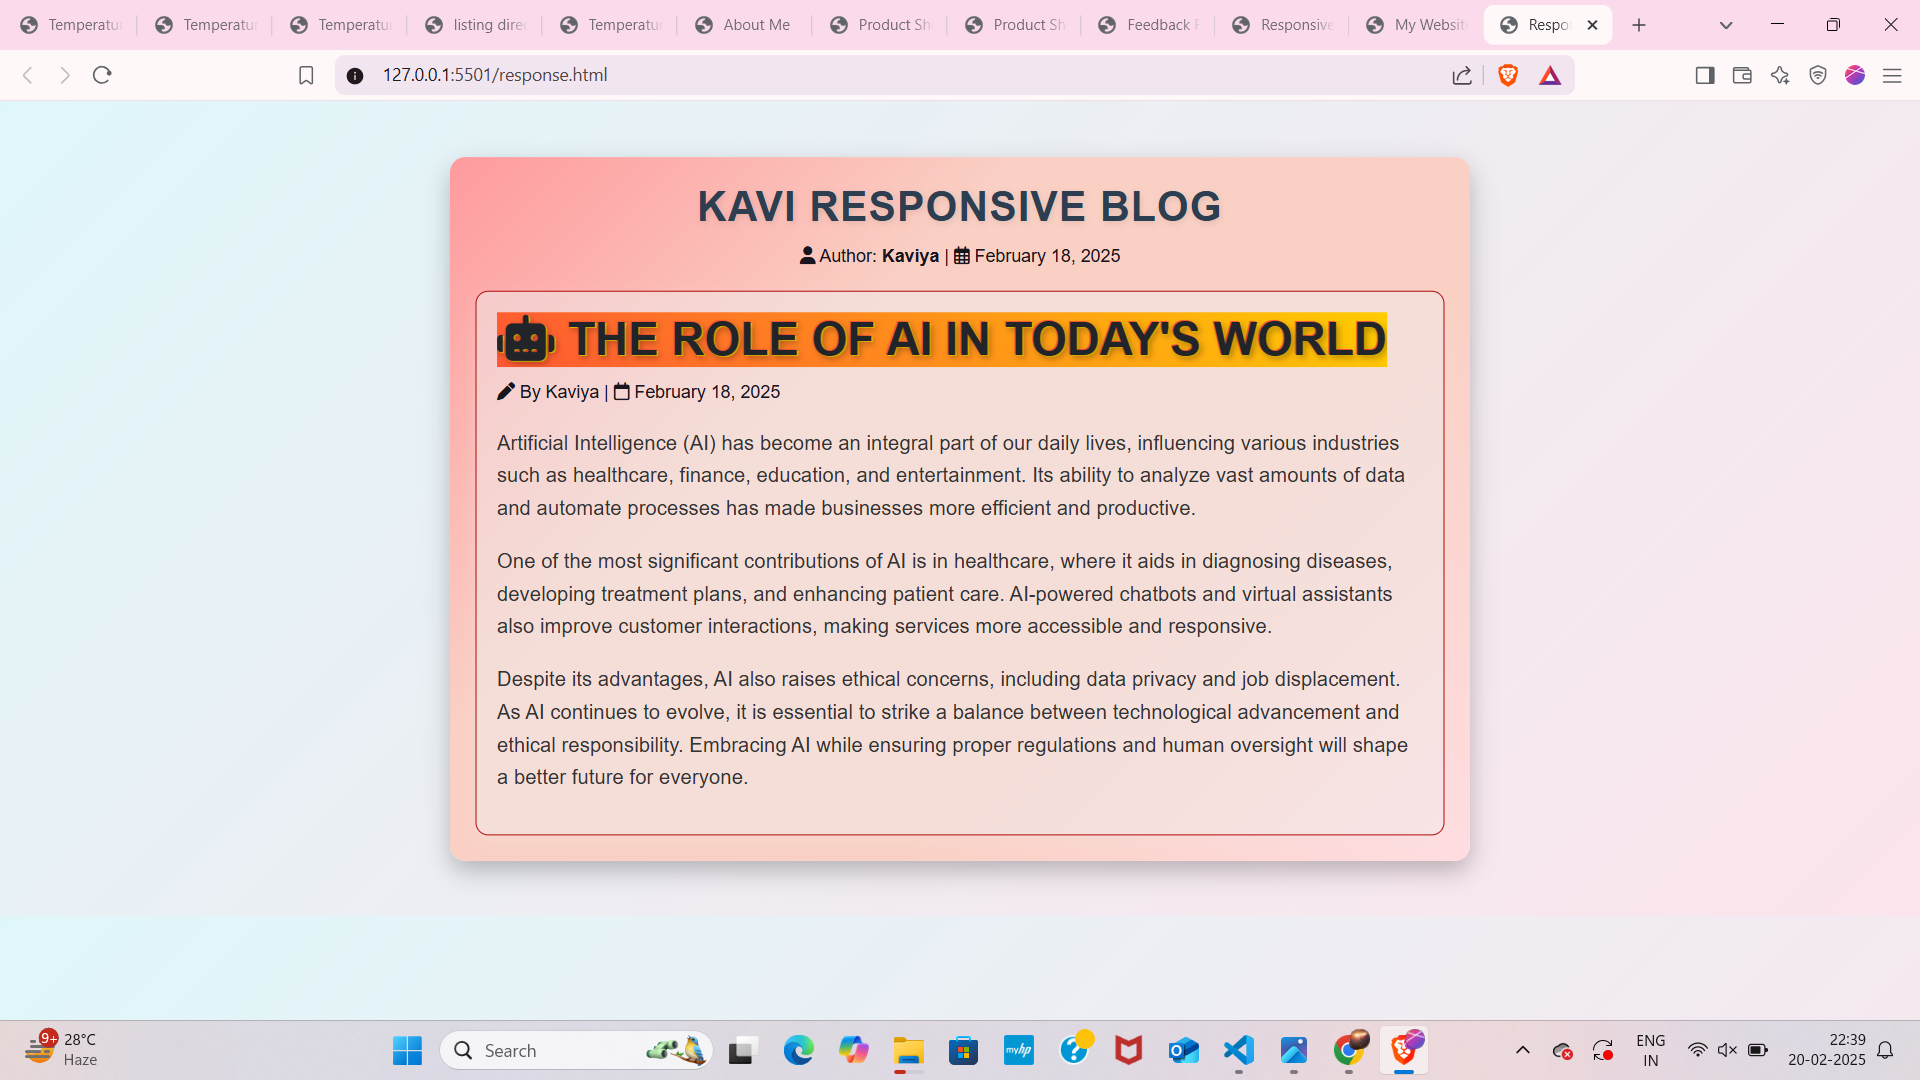 Temperatu
Temperatur
Temperatu
listing direc
Temperatu
About Me
Product Sh
Product Sh
Feedback F
Responsive
My Websit
Respo
127.0.0.1:5501/response.html
KAVI RESPONSIVE BLOG
Author: Kaviya | February 18, 2025
THE ROLE OF AI IN TODAY'S WORLD
By Kaviya | February 18, 2025
Artificial Intelligence (AI) has become an integral part of our daily lives, influencing various industries
such as healthcare, finance, education, and entertainment. Its ability to analyze vast amounts of data
and automate processes has made businesses more efficient and productive.
One of the most significant contributions of AI is in healthcare, where it aids in diagnosing diseases,
developing treatment plans, and enhancing patient care. AI-powered chatbots and virtual assistants
also improve customer interactions, making services more accessible and responsive.
Despite its advantages, AI also raises ethical concerns, including data privacy and job displacement.
As AI continues to evolve, it is essential to strike a balance between technological advancement and
ethical responsibility. Embracing AI while ensuring proper regulations and human oversight will shape
a better future for everyone.
9+
28°C
Haze
Search
myhp
ENG
IN
22:39
20-02-2025